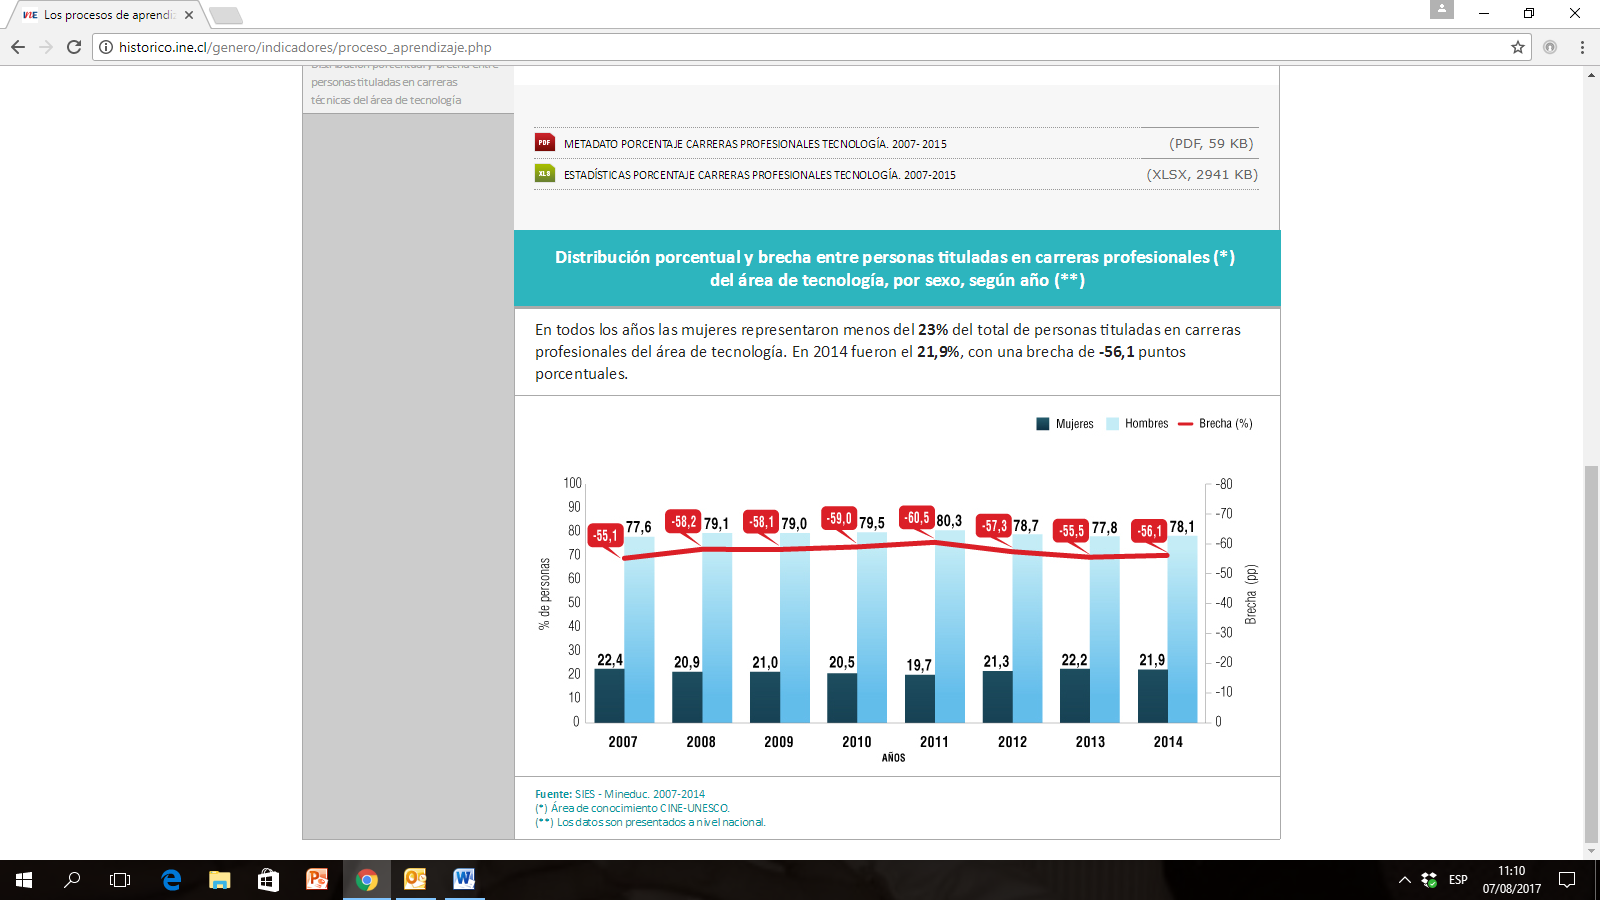 Los procesos de aprendi
historico.ine.cl/genero/indicadores/proceso_aprendizaje.php
Distribución porcentual y brecha entre
personas tituladas en carreras
técnicas del área de tecnología
PDF METADATO PORCENTAJE CARRERAS PROFESIONALES TECNOLOGÍA. 2007- 2015 (PDF, 59 KB)
XLS ESTADÍSTICAS PORCENTAJE CARRERAS PROFESIONALES TECNOLOGÍA. 2007-2015 (XLSX, 2941 KB)
Distribución porcentual y brecha entre personas tituladas en carreras profesionales (*)
del área de tecnología, por sexo, según año (**)
En todos los años las mujeres representaron menos del 23% del total de personas tituladas en carreras
profesionales del área de tecnología. En 2014 fueron el 21,9%, con una brecha de -56,1 puntos
porcentuales.
Mujeres Hombres Brecha (%)
100 -80
90 -70
80 -60
70 -50
60 -40
50 -30
40 -20
30 -10
20 0
10
0
% de personas
Brecha (pp)
-55,1 77,6 -58,2 79,1 -58,1 79,0 -59,0 79,5 -60,5 80,3 -57,3 78,7 -55,5 77,8 -56,1 78,1
22,4 20,9 21,0 20,5 19,7 21,3 22,2 21,9
2007 2008 2009 2010 2011 2012 2013 2014
AÑOS
Fuente: SIES - Mineduc. 2007-2014
(*) Área de conocimiento CINE-UNESCO.
(**) Los datos son presentados a nivel nacional.
ESP
11:10
07/08/2017